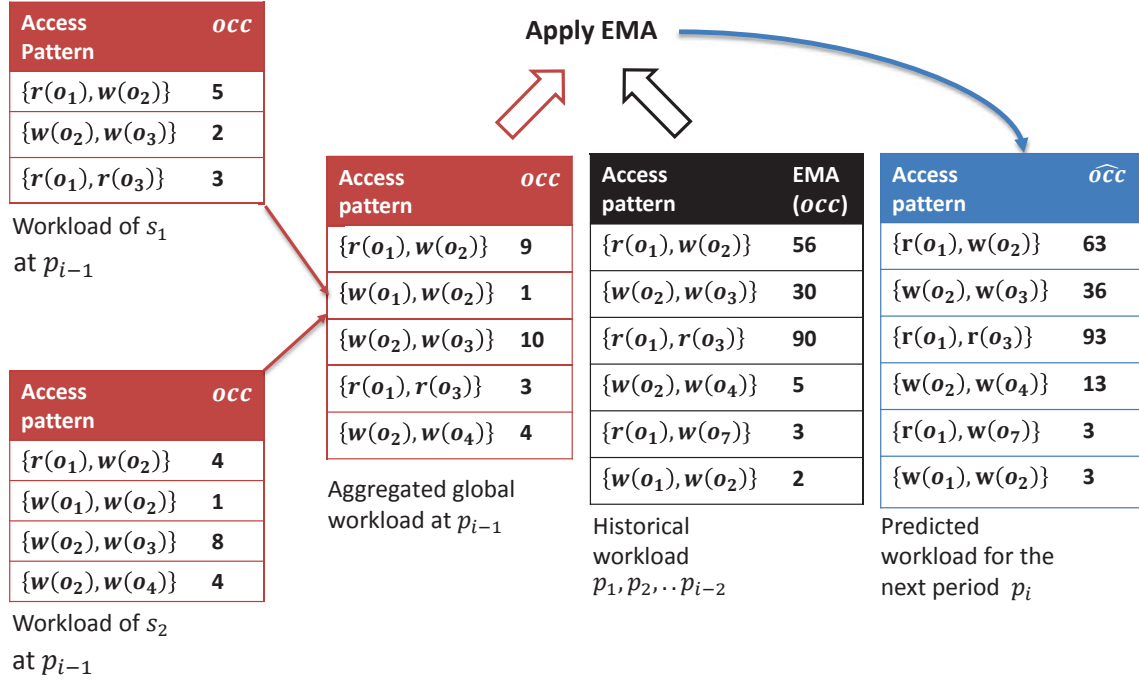 Access Pattern occ
{r(o₁), w(o₂)} 5
{w(o₂), w(o₃)} 2
{r(o₁), r(o₃)} 3
Workload of s₁
at pᵢ₋₁
Access pattern occ
{r(o₁), w(o₂)} 4
{w(o₁), w(o₂)} 1
{w(o₂), w(o₃)} 8
{w(o₂), w(o₄)} 4
Workload of s₂
at pᵢ₋₁
Apply EMA
Access pattern occ
{r(o₁), w(o₂)} 9
{w(o₁), w(o₂)} 1
{w(o₂), w(o₃)} 10
{r(o₁), r(o₃)} 3
{w(o₂), w(o₄)} 4
Aggregated global
workload at pᵢ₋₁
Access pattern EMA (occ)
{r(o₁), w(o₂)} 56
{w(o₂), w(o₃)} 30
{r(o₁), r(o₃)} 90
{w(o₂), w(o₄)} 5
{r(o₁), w(o₇)} 3
{w(o₁), w(o₂)} 2
Historical
workload
p₁, p₂, . . pᵢ₋₂
Access pattern o͡cc
{r(o₁), w(o₂)} 63
{w(o₂), w(o₃)} 36
{r(o₁), r(o₃)} 93
{w(o₂), w(o₄)} 13
{r(o₁), w(o₇)} 3
{w(o₁), w(o₂)} 3
Predicted
workload for the
next period pᵢ